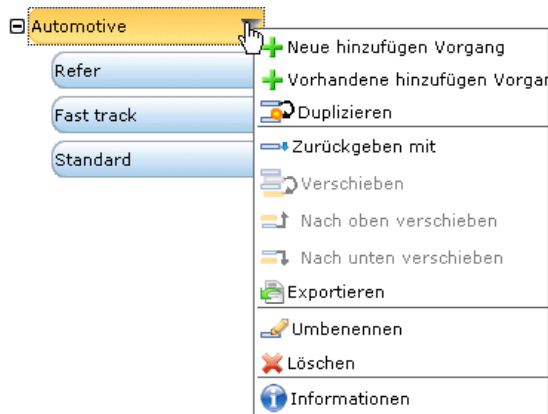 Automotive
Neue hinzufügen Vorgang
Refer
Vorhandene hinzufügen Vorgan
Fast track
Duplizieren
Zurückgeben mit
Standard
Verschieben
Nach oben verschieben
Nach unten verschieben
Exportieren
Umbenennen
Löschen
Informationen